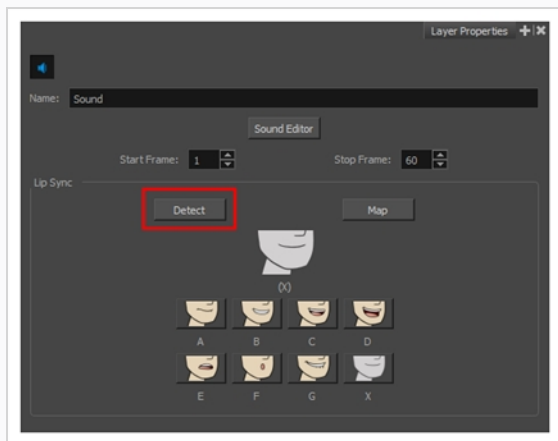 Layer Properties
Name: Sound
Sound Editor
Start Frame: 1 Stop Frame: 60
Lip Sync
Detect Map
(X)
A B C D
E F G X